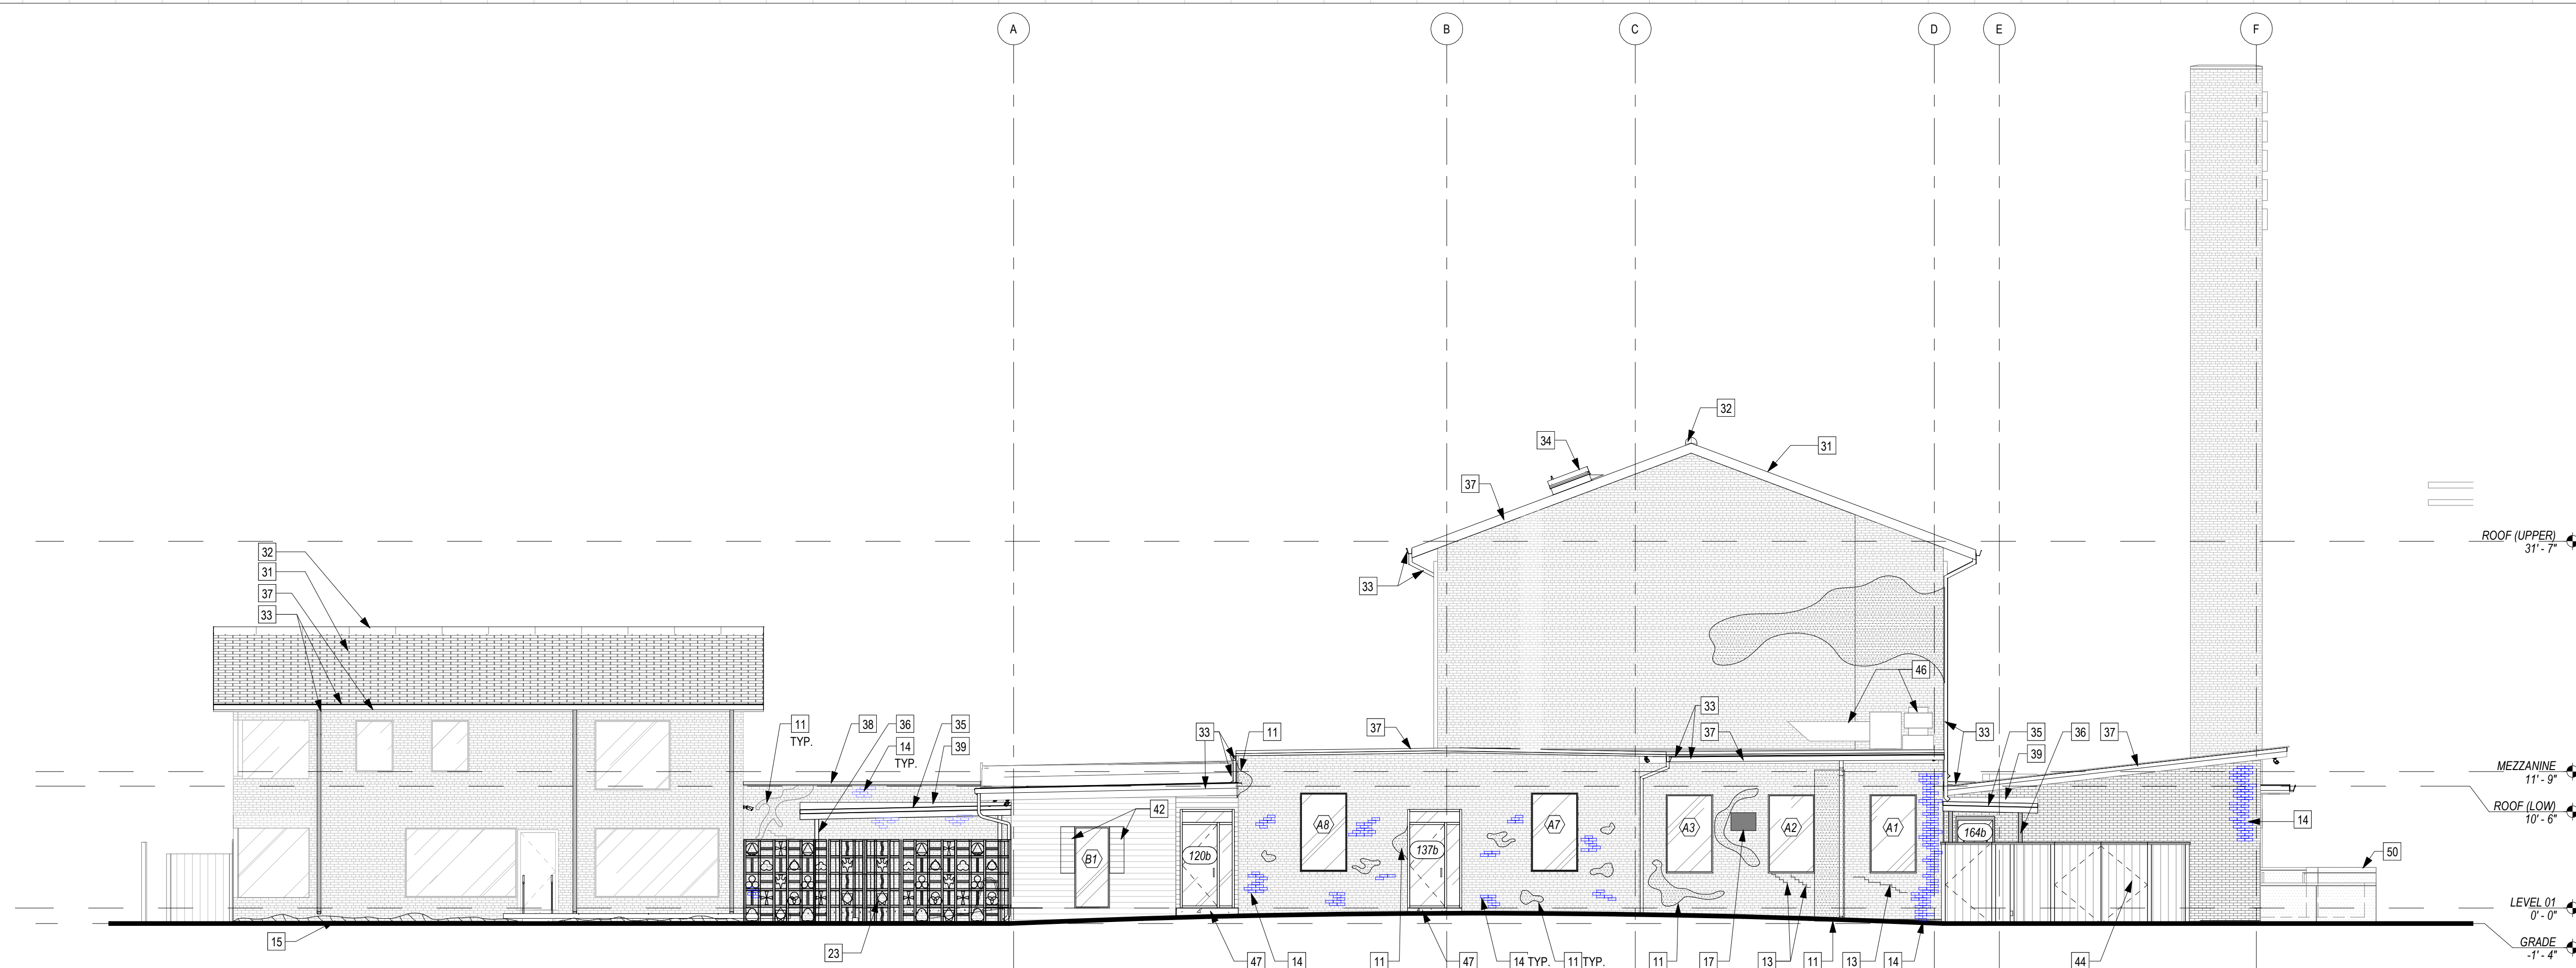 A B C D E F
32
34
31
37
ROOF (UPPER)
31' - 7"
32
33
31
37
33
46
11
TYP.
38
36
35
33
11
37
33
37
33
35
36
37
14
TYP.
39
39
MEZZANINE
11' - 9"
42
A8
A7
A3
A2
A1
164b
14
ROOF (LOW)
10' - 6"
B1
120b
137b
50
LEVEL 01
0' - 0"
15
23
47
14
11
47
14 TYP.
11 TYP.
11
17
13
11
13
14
44
GRADE
-1' - 4"